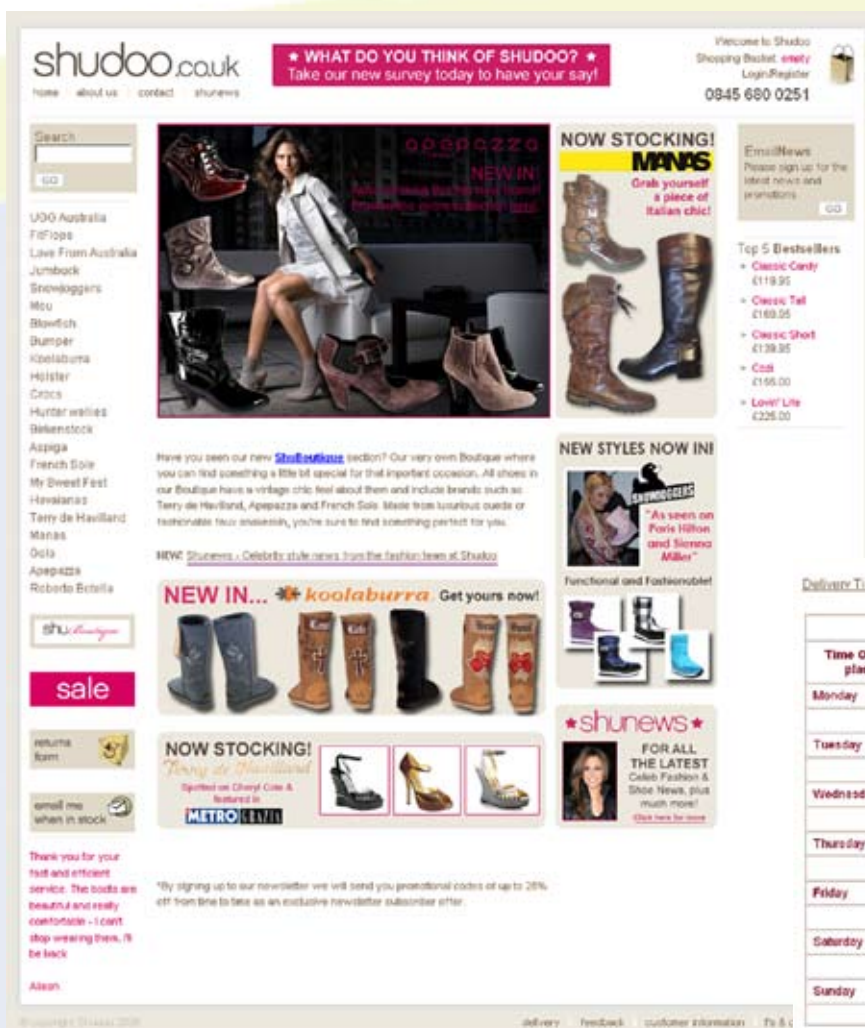 shudoo.co.uk
home about us contact shunews
★ WHAT DO YOU THINK OF SHUDOO? ★
Take our new survey today to have your say!
Welcome to Shudoo
Shopping Basket: empty
Login/Register
0845 680 0251
Search
GO
UGG Australia
FitFlops
Love From Australia
Jumbuck
Snowjoggers
Mou
Blowfish
Bumper
Koolaburra
Holster
Crocs
Hunter wellies
Birkenstock
Aspiga
French Sole
My Sweet Feet
Havaianas
Terry de Havilland
Manas
Gola
Apepazza
Roberto Botella
shuBoutique
sale
returns
form
email me
when in stock
Thank you for your
fast and efficient
service. The boots are
beautiful and really
comfortable - I can't
stop wearing them. I'll
be back
Alison
apepazza
NEW IN!
NOW STOCKING!
MANAS
Grab yourself
a piece of
Italian chic!
EmailNews
Please sign up for the
latest news and
promotions
GO
Top 5 Bestsellers
Classic Cardy
£119.95
Classic Tall
£169.95
Classic Short
£139.95
Cozi
Lovin' Lite
£225.00
Have you seen our new ShuBoutique section? Our very own Boutique where
you can find something a little bit special for that important occasion. All shoes in
our Boutique have a vintage chic feel about them and include brands such as
Terry de Havilland, Apepazza and French Sole. Made from luxurious suede or
fashionable faux snakeskin, you're sure to find something perfect for you.
NEW! Shunews - Celebrity style news from the fashion team at Shudoo
NEW IN... koolaburra Get yours now!
NEW STYLES NOW IN!
SNOWJOGGERS
"As seen on
Paris Hilton
and Sienna
Miller"
Functional and Fashionable!
NOW STOCKING!
Terry de Havilland
Spotted on Cheryl Cole &
featured in
METRO GRAZIA
★shunews★
FOR ALL
THE LATEST
Celeb Fashion &
Shoe News, plus
much more!
Click here for more
*By signing up to our newsletter we will send you promotional codes of up to 25%
off from time to time as an exclusive newsletter subscriber offer.
delivery feedback customer information
Monday
Tuesday
Thursday
Friday
Saturday
Sunday